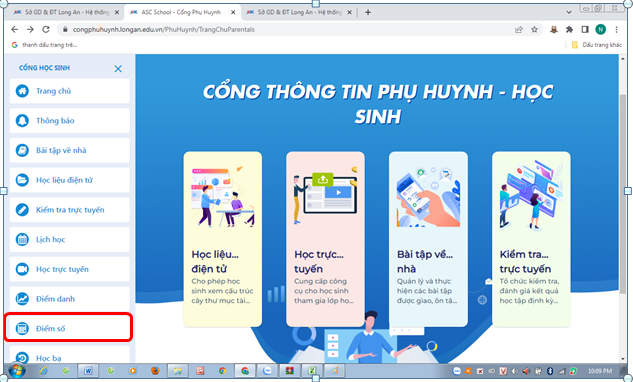 Sở GD & ĐT Long An - Hệ thống
ASC School - Cổng Phụ Huynh
Sở GD & ĐT Long An - Hệ thống
congphuhuynh.longan.edu.vn/PhuHuynh/TrangChuParentals
N
thanh dấu trang trở...
Dấu trang khác
CỔNG HỌC SINH
Trang chủ
Thông báo
Bài tập về nhà
Học liệu điện tử
Kiểm tra trực tuyến
Lịch học
Học trực tuyến
Điểm danh
Điểm số
Học bạ
CỔNG THÔNG TIN PHỤ HUYNH - HỌC
SINH
Học liệu...
điện tử
Cho phép học
sinh xem cấu trúc
cây thư mục tài...
Học trực...
tuyến
Cung cấp công
cụ cho học sinh
tham gia lớp họ...
Bài tập về...
nhà
Quản lý và thực
hiện các bài tập
được giao, ôn tậ...
Kiểm tra...
trực tuyến
Tổ chức kiểm tra,
đánh giá kết quả
học tập định kỳ...
10:09 PM